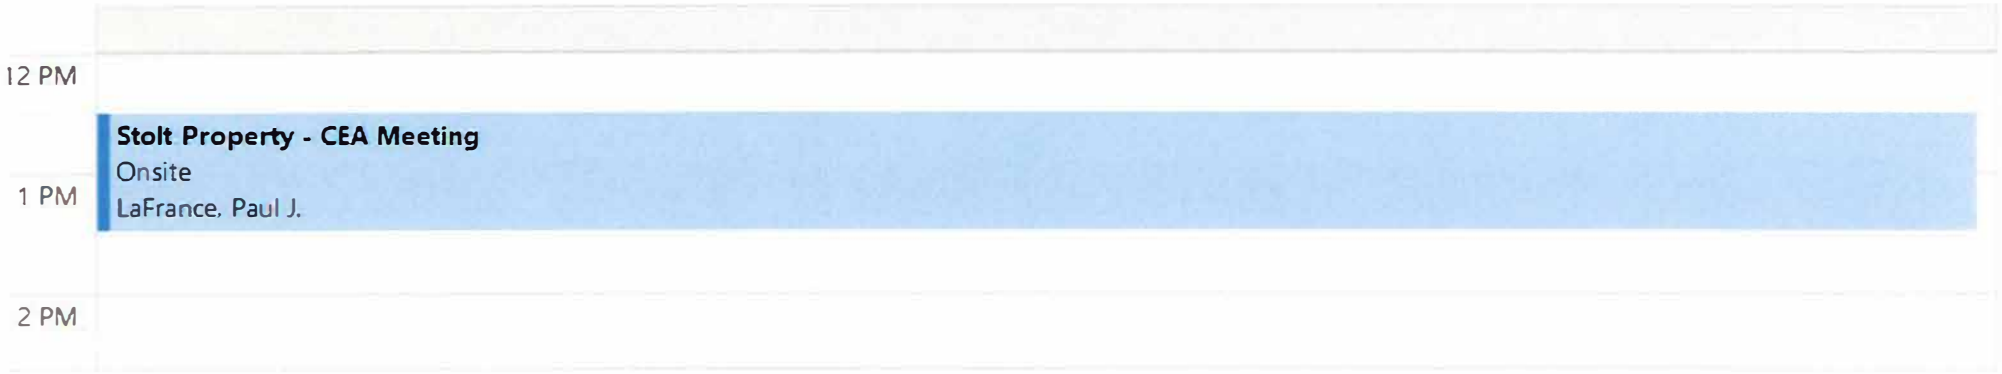 12 PM
Stolt Property - CEA Meeting
Onsite
1 PM
LaFrance, Paul J.
2 PM